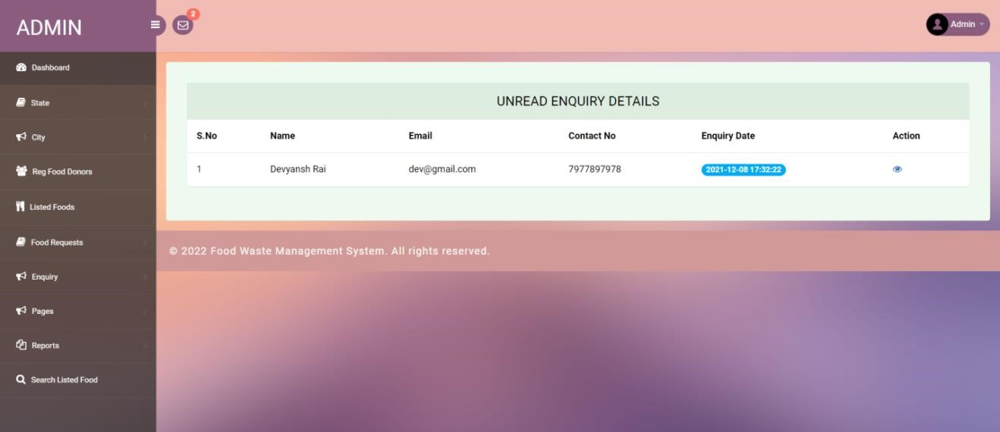 ADMIN
2
Admin
Dashboard
State
City
Reg Food Donors
Listed Foods
Food Requests
Enquiry
Pages
Reports
Search Listed Food
UNREAD ENQUIRY DETAILS
S.No Name Email Contact No Enquiry Date Action
1 Devyansh Rai dev@gmail.com 7977897978 2021-12-08 17:32:22
© 2022 Food Waste Management System. All rights reserved.